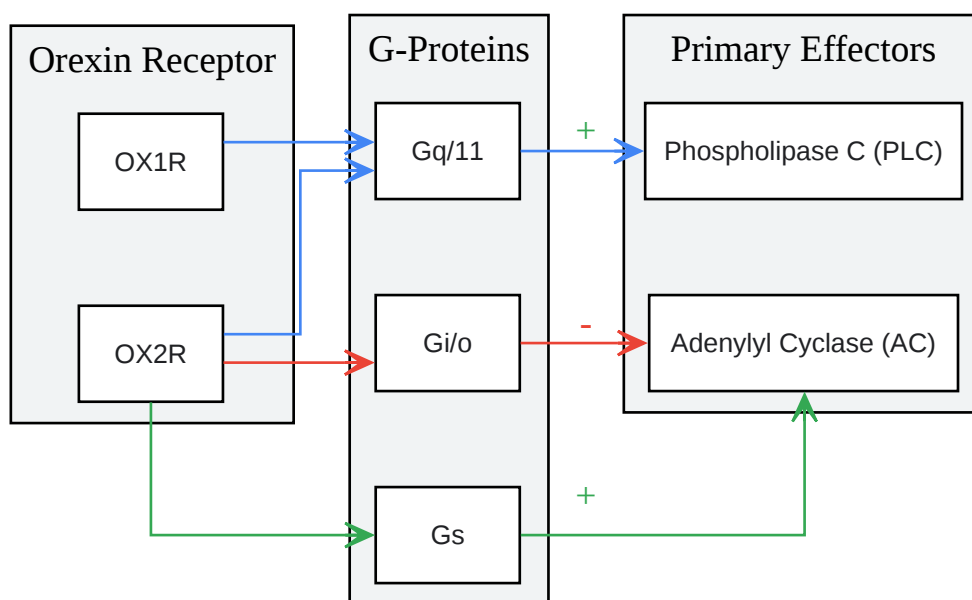 Orexin Receptor
OX1R
OX2R
G-Proteins
Gq/11
Gi/o
Gs
+
-
+
Primary Effectors
Phospholipase C (PLC)
Adenylyl Cyclase (AC)